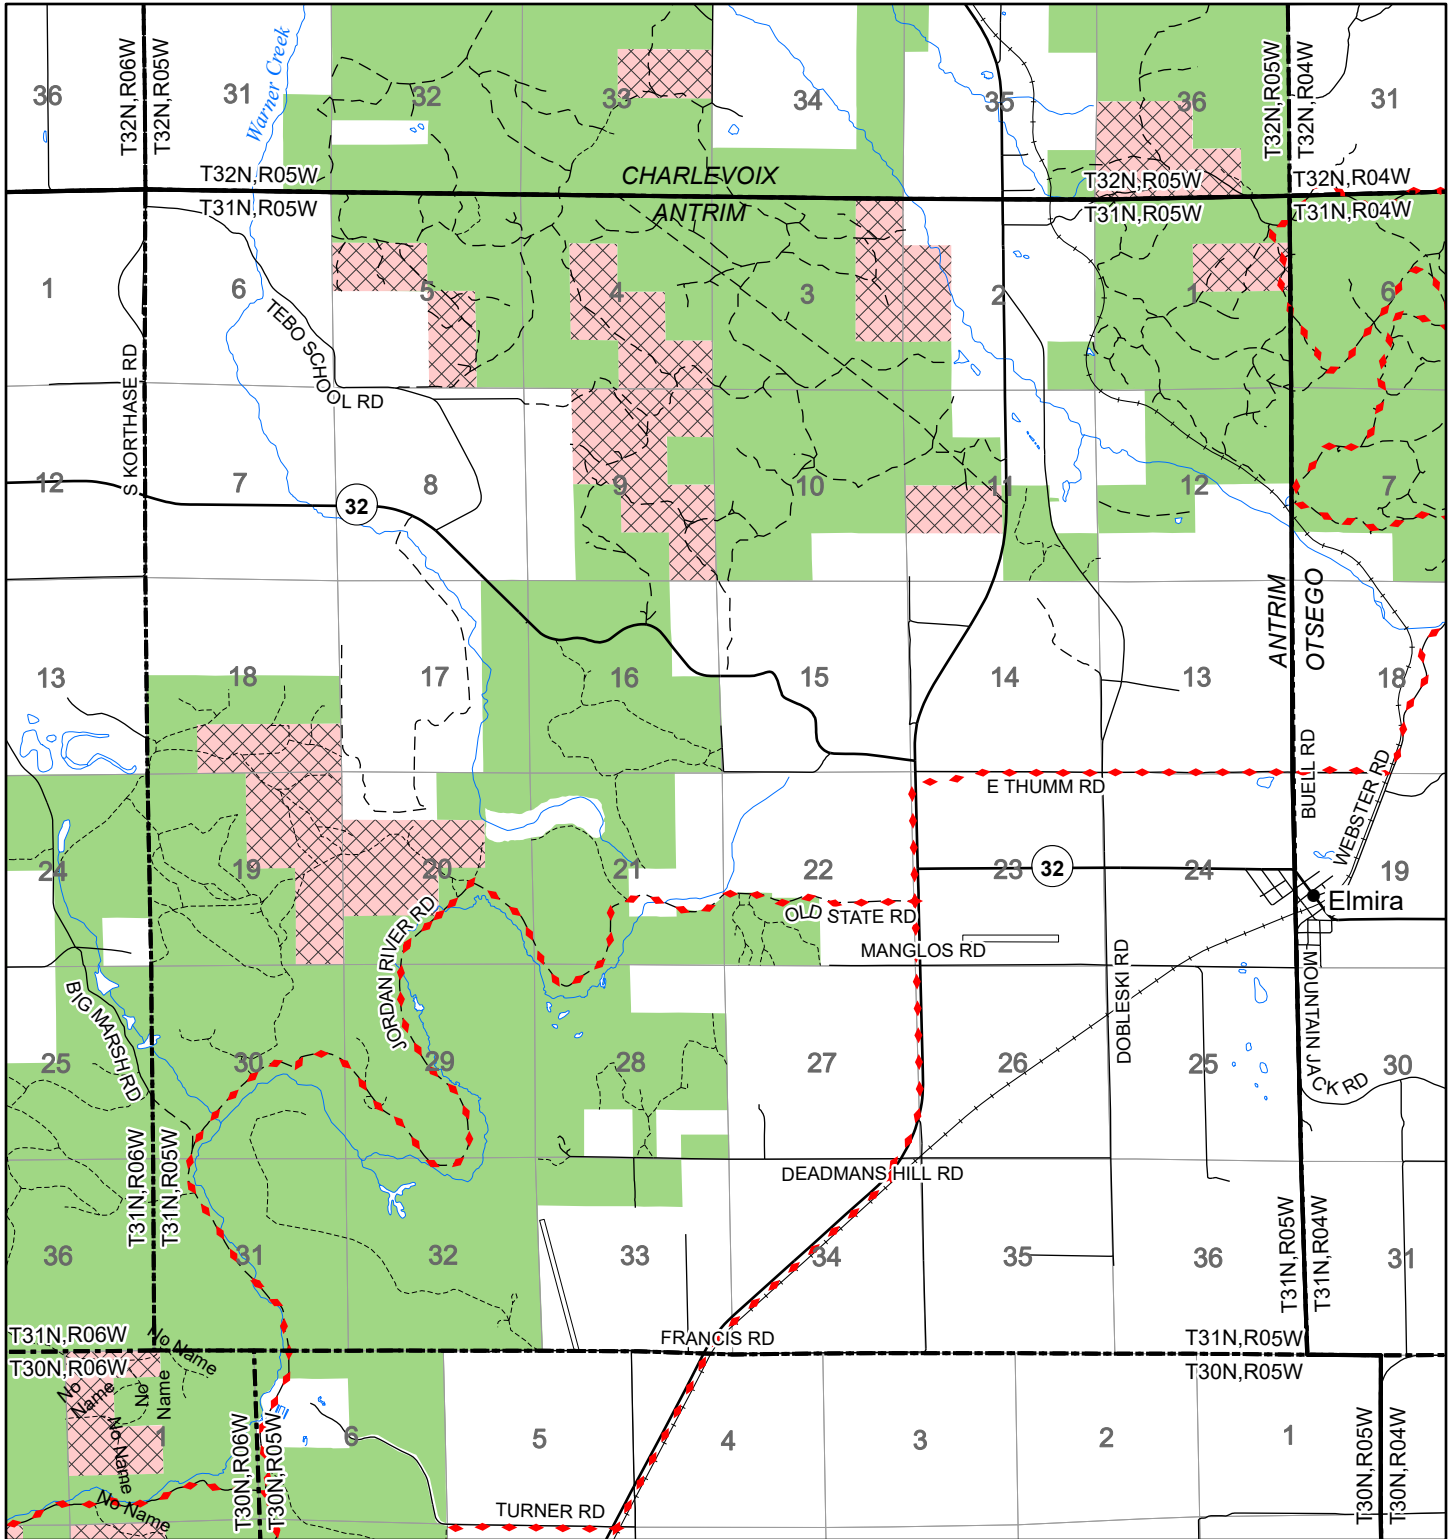 36
31
32
33
34
35
36
31
Warner Creek
T32N,R06W
T32N,R05W
T32N,R05W
T32N,R04W
T32N,R05W
T31N,R05W
CHARLEVOIX
ANTRIM
T32N,R05W
T31N,R05W
T32N,R04W
T31N,R04W
1
6
5
4
3
2
1
6
TEBO SCHOOL RD
S KORTHASE RD
12
7
32
8
9
10
11
12
7
ANTRIM
OTSEGO
13
18
17
16
15
14
13
18
BUELL RD
WEBSTER RD
E THUMM RD
24
19
20
21
22
23
32
24
19
Elmira
OLD STATE RD
MANGLOS RD
JORDAN RIVER RD
DOBLESKI RD
MOUNTAIN JACK RD
BIG MARSH RD
25
30
29
28
27
26
25
30
DEADMANS HILL RD
T31N,R06W
T31N,R05W
36
31
32
33
34
35
36
31
T31N,R05W
T31N,R04W
T31N,R06W
T30N,R06W
No Name
FRANCIS RD
T31N,R05W
T30N,R05W
No Name
No Name
No Name
No Name
1
6
5
4
3
2
1
T30N,R06W
T30N,R05W
T30N,R05W
T30N,R04W
TURNER RD